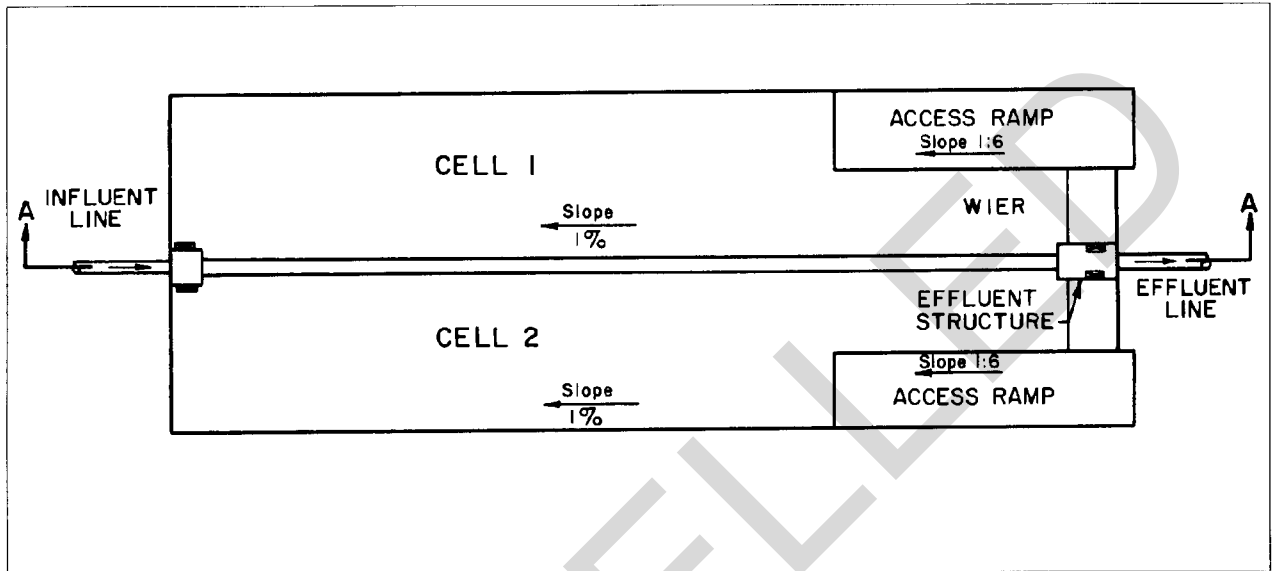 ACCESS RAMP
Slope 1:6
CELL 1
INFLUENT
LINE
A
WIER
A
Slope
1%
EFFLUENT
STRUCTURE
EFFLUENT
LINE
CELL 2
Slope 1:6
ACCESS RAMP
Slope
1%